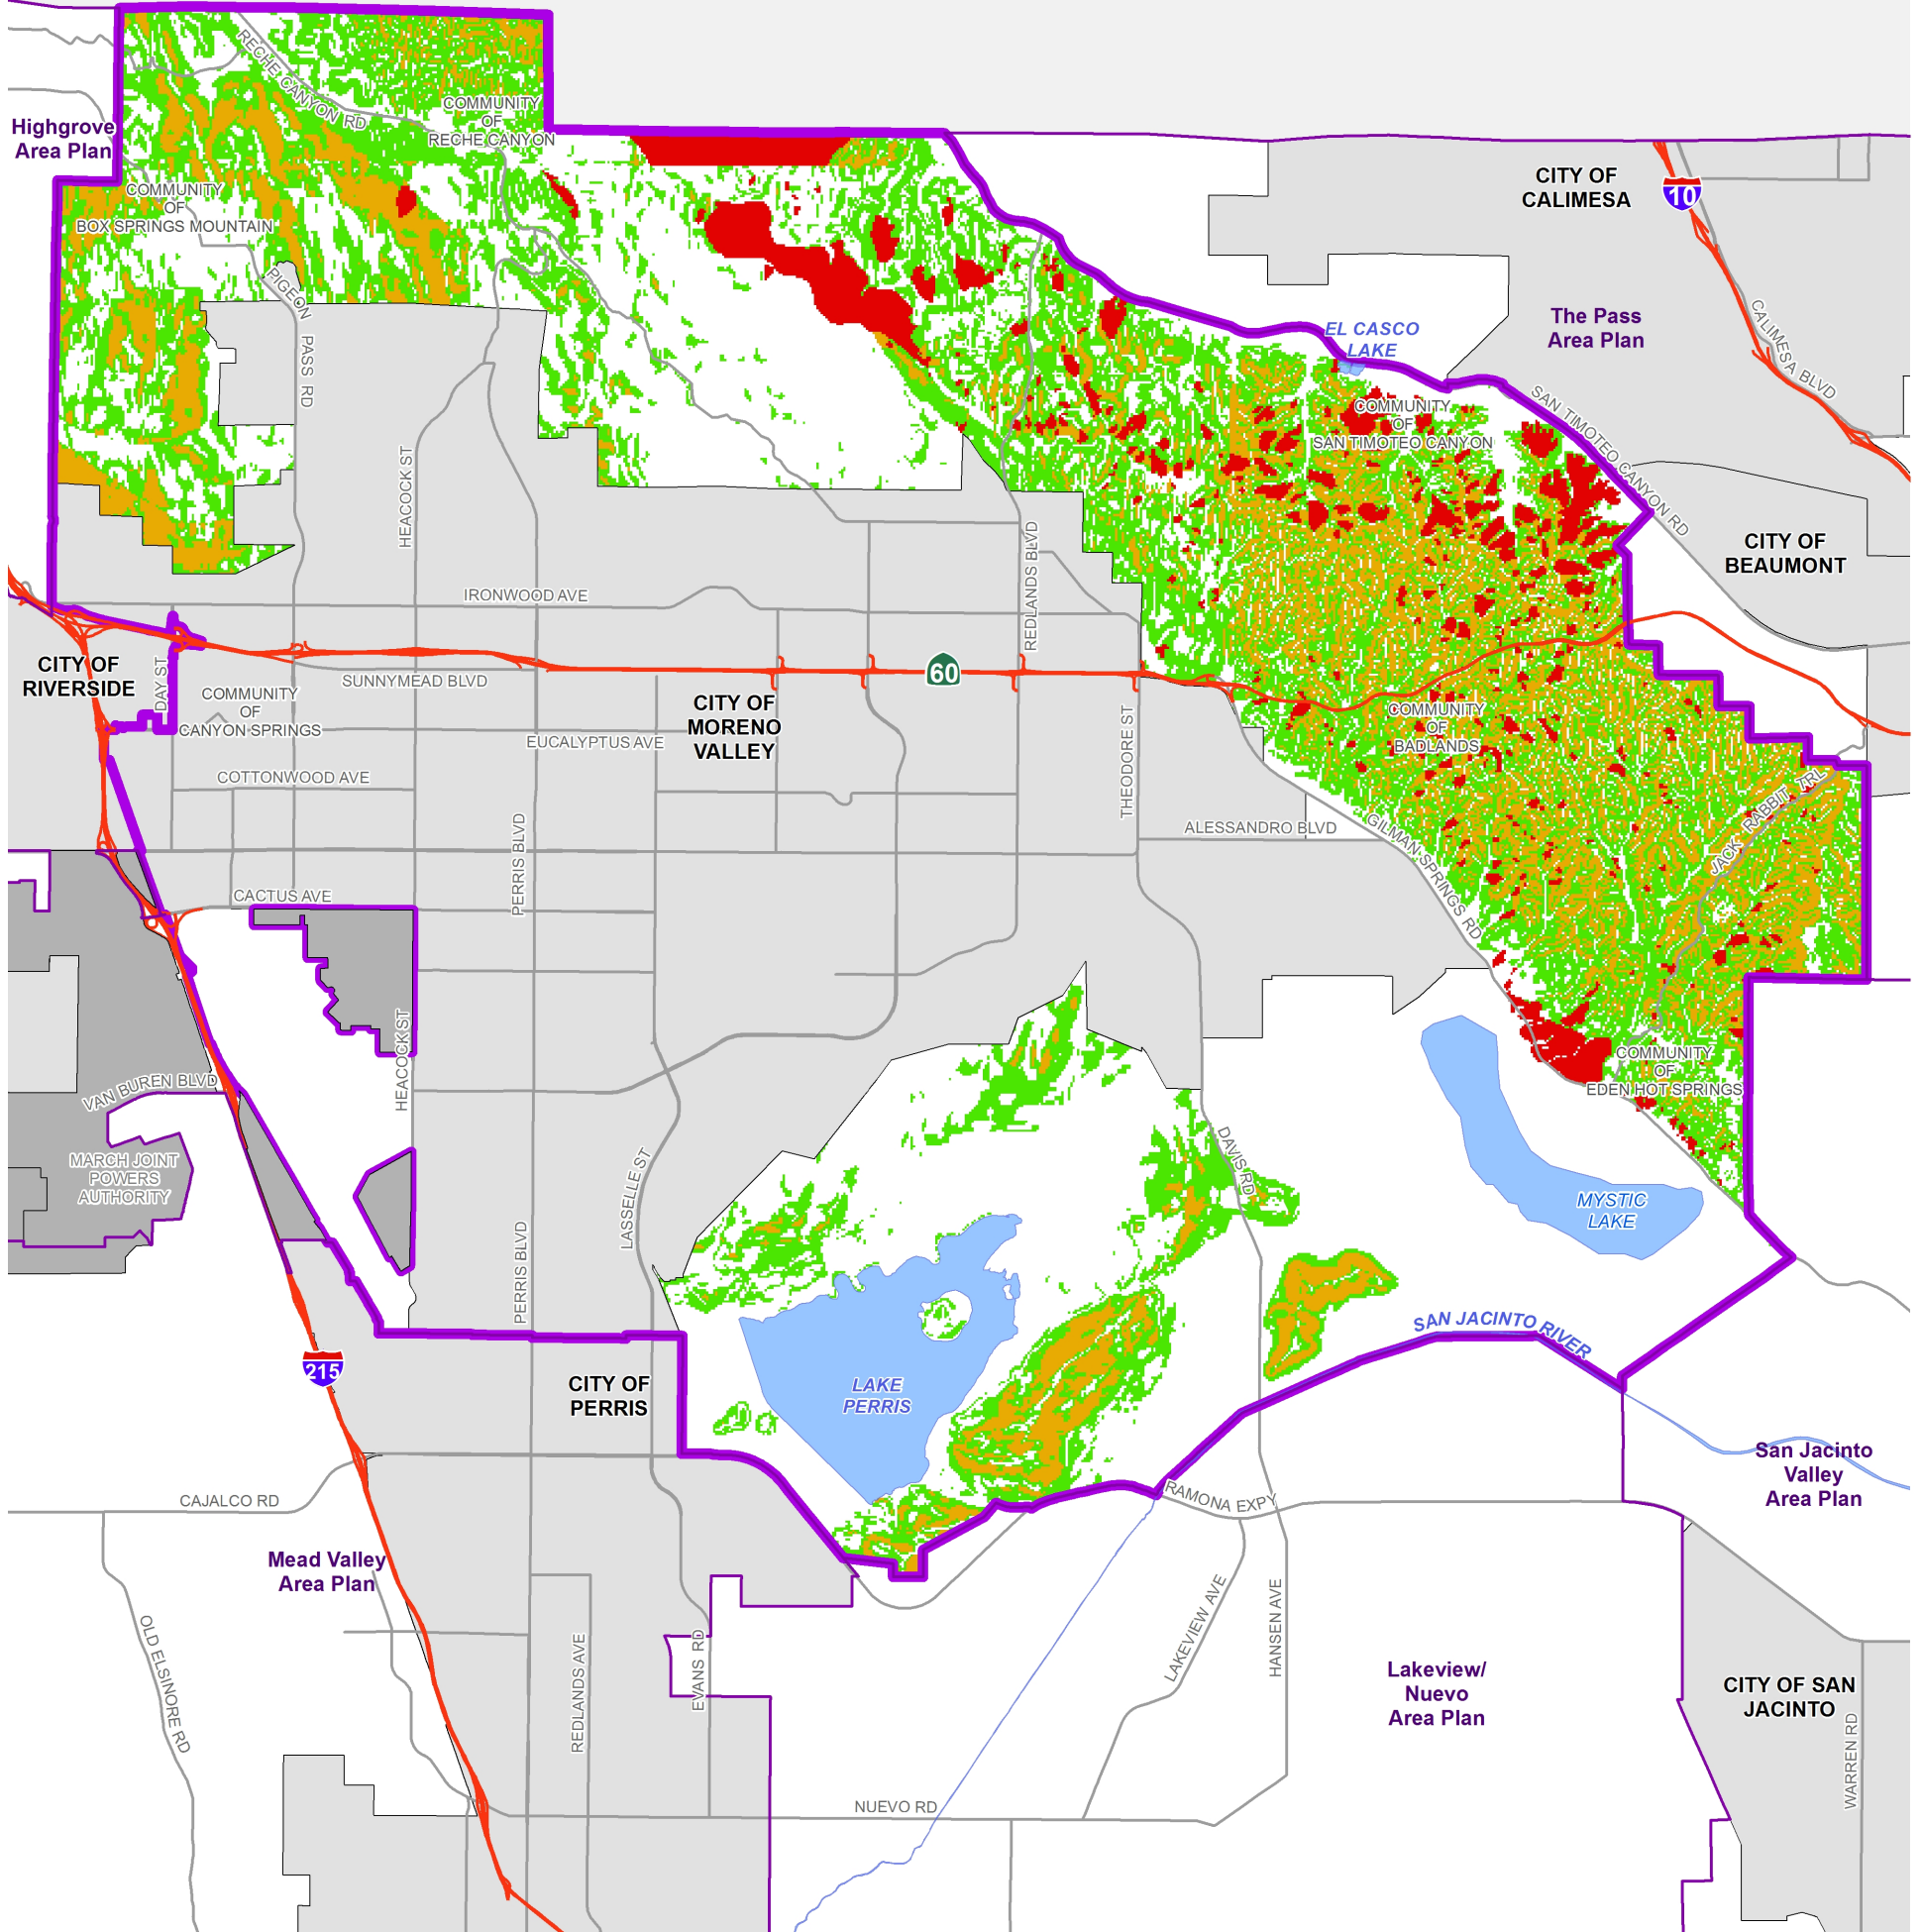 RECHE CANYON RD
COMMUNITY
OF
RECHE CANYON
Highgrove
Area Plan
COMMUNITY
OF
BOX SPRINGS MOUNTAIN
CITY OF
CALIMESA
10
PIGEON
PASS RD
EL CASCO
LAKE
The Pass
Area Plan
CALIMESA BLVD
COMMUNITY
OF
SAN TIMOTEO CANYON
SAN TIMOTEO CANYON RD
HEACOCK ST
REDLANDS BLVD
CITY OF
BEAUMONT
IRONWOOD AVE
CITY OF
RIVERSIDE
DAY ST
SUNNYMEAD BLVD
60
COMMUNITY
OF
CANYON SPRINGS
CITY OF
MORENO
VALLEY
EUCALYPTUS AVE
THEODORE ST
COMMUNITY
OF
BADLANDS
COTTONWOOD AVE
PERRIS BLVD
ALESSANDRO BLVD
GILMAN SPRINGS RD
JACK RABBIT TRL
CACTUS AVE
HEACOCK ST
VAN BUREN BLVD
COMMUNITY
OF
EDEN HOT SPRINGS
MARCH JOINT
POWERS
AUTHORITY
LASSELLE ST
DAVIS RD
MYSTIC
LAKE
PERRIS BLVD
SAN JACINTO RIVER
215
CITY OF
PERRIS
LAKE
PERRIS
San Jacinto
Valley
Area Plan
CAJALCO RD
RAMONA EXPY
Mead Valley
Area Plan
OLD ELSINORE RD
REDLANDS AVE
EVANS RD
LAKEVIEW AVE
HANSEN AVE
Lakeview/
Nuevo
Area Plan
CITY OF SAN
JACINTO
WARREN RD
NUEVO RD